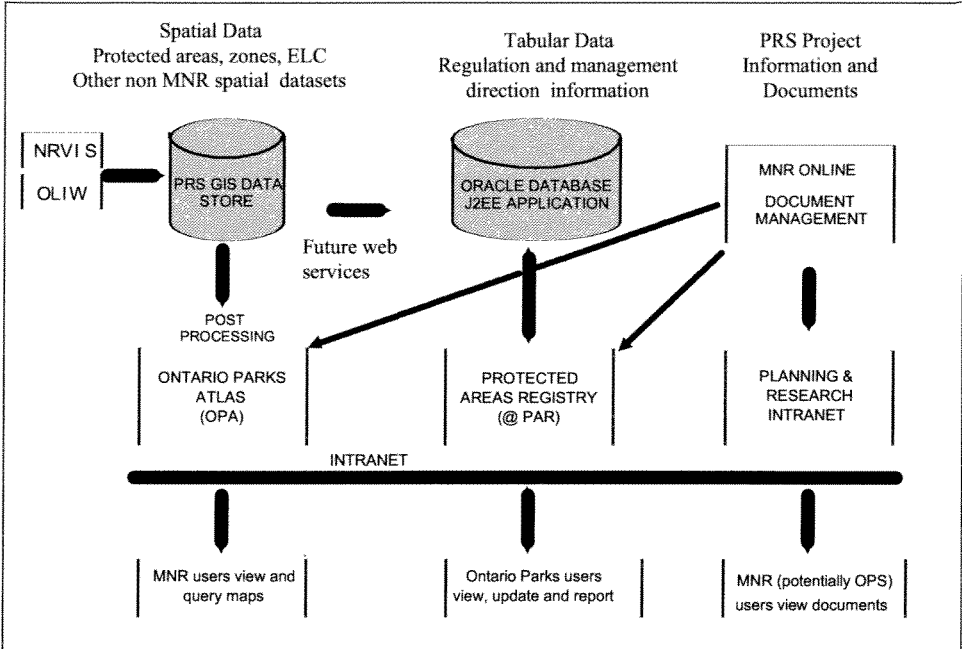 Spatial Data
Protected areas, zones, ELC
Other non MNR spatial datasets
Tabular Data
Regulation and management
direction information
PRS Project
Information and
Documents
NRVI S
OLIW
PRS GIS DATA
STORE
ORACLE DATABASE
J2EE APPLICATION
MNR ONLINE
DOCUMENT
MANAGEMENT
Future web
services
POST
PROCESSING
ONTARIO PARKS
ATLAS
(OPA)
PROTECTED
AREAS REGISTRY
(@ PAR)
PLANNING &
RESEARCH
INTRANET
INTRANET
MNR users view and
query maps
Ontario Parks users
view, update and report
MNR (potentially OPS)
users view documents